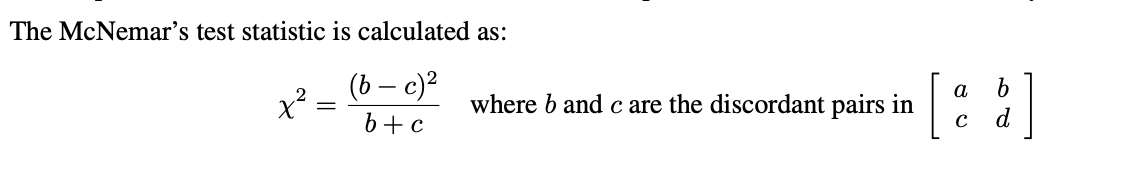 The McNemar’s test statistic is calculated as:
χ² = (b − c)² / (b + c) where b and c are the discordant pairs in [ a b
c d ]